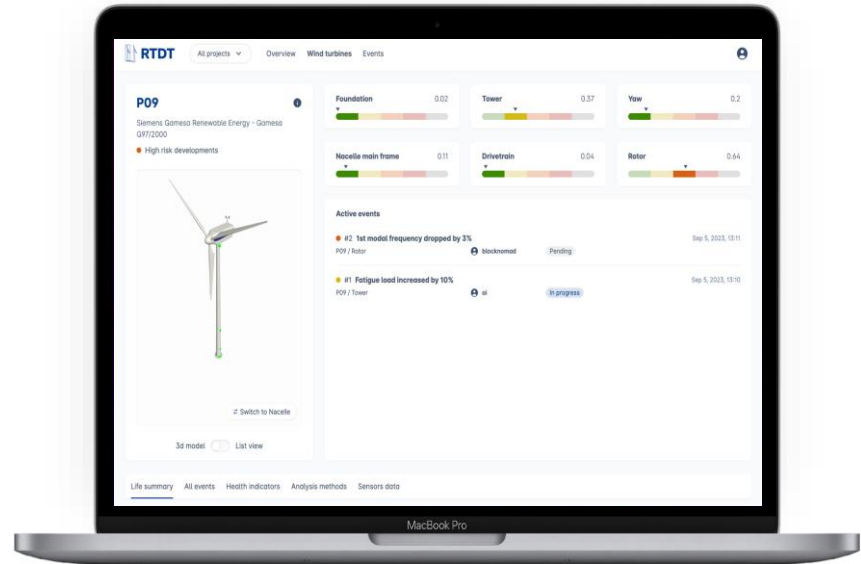 RTDT
All projects
Overview
Wind turbines
Events
P09
Siemens Gamesa Renewable Energy - Gamesa
G97/2000
High risk developments
Switch to Nacelle
3d model
List view
Foundation 0.02
Tower 0.37
Yaw 0.2
Nacelle main frame 0.11
Drivetrain 0.04
Rotor 0.64
Active events
#2 1st modal frequency dropped by 3% Sep 5, 2023, 13:11
P09 / Rotor blacknomad Pending
#1 Fatigue load increased by 10% Sep 5, 2023, 13:10
P09 / Tower al In progress
Life summary
All events
Health indicators
Analysis methods
Sensors data
MacBook Pro